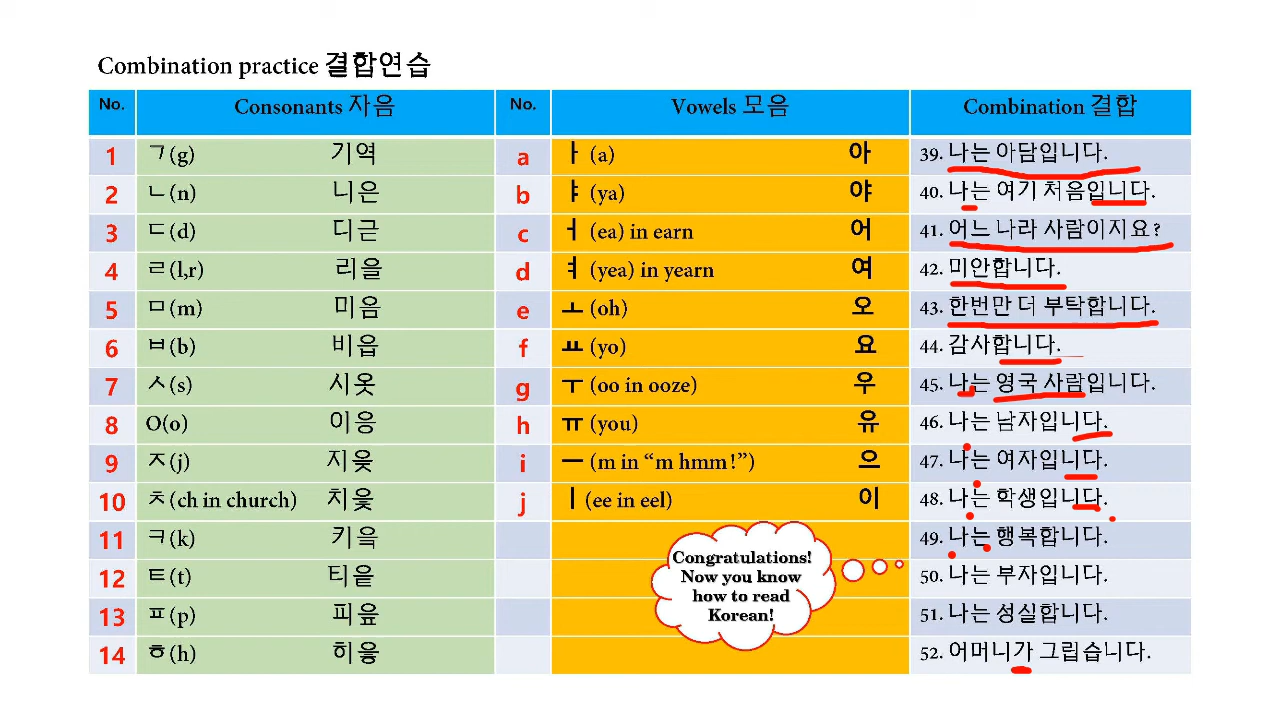 Combination practice 결합연습
No. Consonants 자음 No. Vowels 모음 Combination 결합
1 ㄱ(g) 기역 a ㅏ (a) 아 39. 나는 아담입니다.
2 ㄴ(n) 니은 b ㅑ (ya) 야 40. 나는 여기 처음입니다.
3 ㄷ(d) 디귿 c ㅓ (ea) in earn 어 41. 어느 나라 사람이지요?
4 ㄹ(l,r) 리을 d ㅕ (yea) in yearn 여 42. 미안합니다.
5 ㅁ(m) 미음 e ㅗ (oh) 오 43. 한번만 더 부탁합니다.
6 ㅂ(b) 비읍 f ㅛ (yo) 요 44. 감사합니다.
7 ㅅ(s) 시옷 g ㅜ (oo in ooze) 우 45. 나는 영국 사람입니다.
8 O(o) 이응 h ㅠ (you) 유 46. 나는 남자입니다.
9 ㅈ(j) 지읒 i ㅡ (m in “m hmm!”) 으 47. 나는 여자입니다.
10 ㅊ(ch in church) 치읓 j ㅣ (ee in eel) 이 48. 나는 학생입니다.
11 ㅋ(k) 키읔 49. 나는 행복합니다.
12 ㅌ(t) 티읕 50. 나는 부자입니다.
13 ㅍ(p) 피읖 51. 나는 성실합니다.
14 ㅎ(h) 히읗 52. 어머니가 그립습니다.
Congratulations!
Now you know
how to read
Korean!